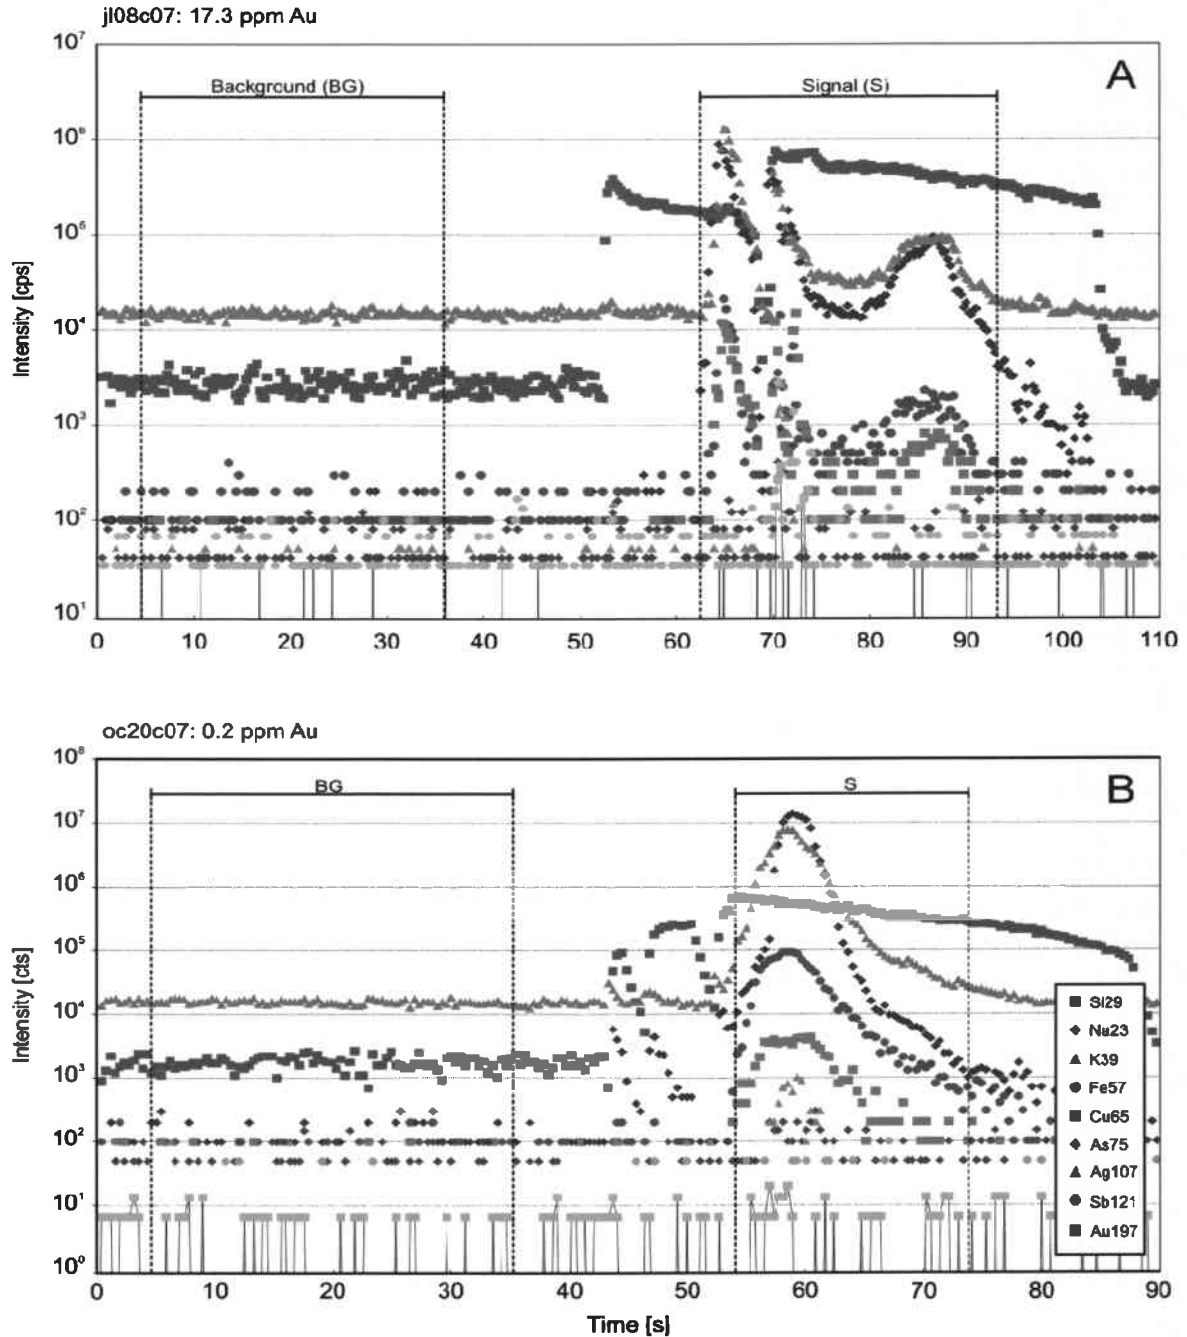 jl08c07: 17.3 ppm Au
10⁷
Background (BG)
Signal (S)
A
10⁶
10⁵
Intensity [cps]
10⁴
10³
10²
10¹
0 10 20 30 40 50 60 70 80 90 100 110
oc20c07: 0.2 ppm Au
10⁸
BG
S
B
10⁷
10⁶
10⁵
Intensity [cts]
10⁴
10³
10²
10¹
10⁰
Si29
Na23
K39
Fe57
Cu65
As75
Ag107
Sb121
Au197
0 10 20 30 40 50 60 70 80 90
Time [s]